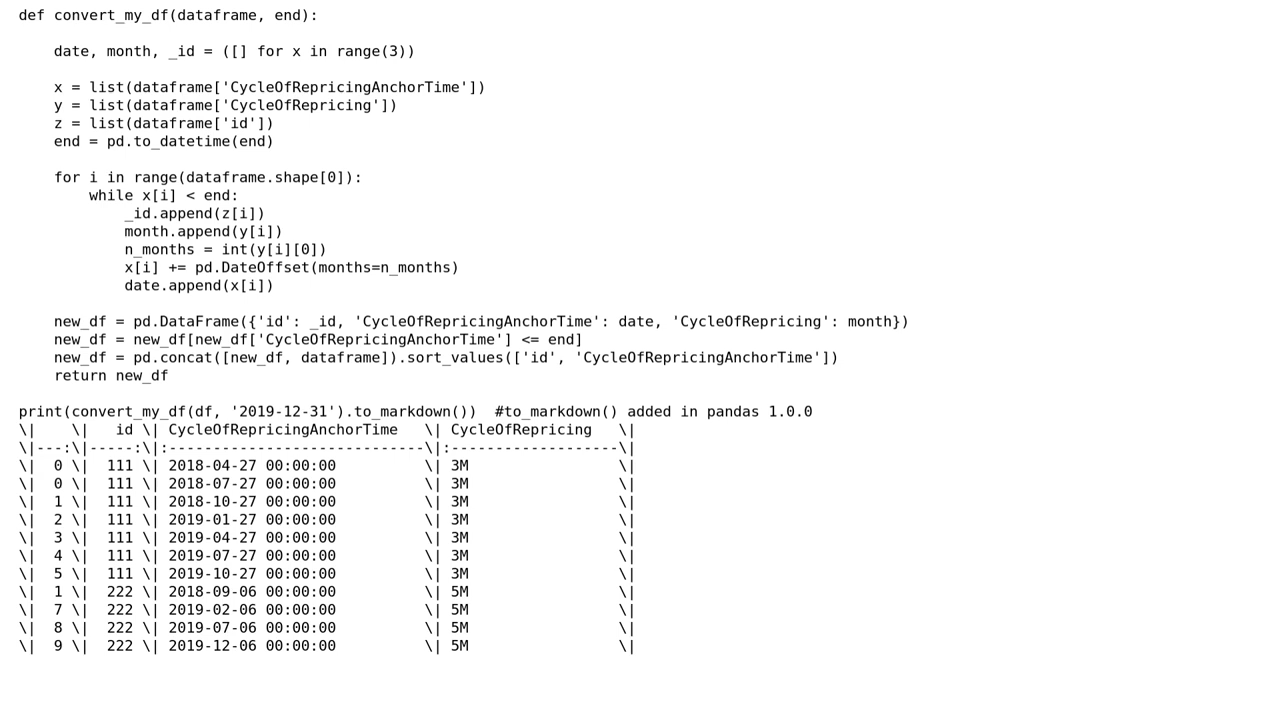 def convert_my_df(dataframe, end):
    date, month, _id = ([] for x in range(3))
    x = list(dataframe['CycleOfRepricingAnchorTime'])
    y = list(dataframe['CycleOfRepricing'])
    z = list(dataframe['id'])
    end = pd.to_datetime(end)
    for i in range(dataframe.shape[0]):
        while x[i] < end:
            _id.append(z[i])
            month.append(y[i])
            n_months = int(y[i][0])
            x[i] += pd.DateOffset(months=n_months)
            date.append(x[i])
    new_df = pd.DataFrame({'id': _id, 'CycleOfRepricingAnchorTime': date, 'CycleOfRepricing': month})
    new_df = new_df[new_df['CycleOfRepricingAnchorTime'] <= end]
    new_df = pd.concat([new_df, dataframe]).sort_values(['id', 'CycleOfRepricingAnchorTime'])
    return new_df
print(convert_my_df(df, '2019-12-31').to_markdown())  #to_markdown() added in pandas 1.0.0
\|    \|   id \| CycleOfRepricingAnchorTime   \| CycleOfRepricing   \|
\|---:\|-----:\|:-----------------------------\|:-------------------\|
\|  0 \|  111 \| 2018-04-27 00:00:00          \| 3M                 \|
\|  0 \|  111 \| 2018-07-27 00:00:00          \| 3M                 \|
\|  1 \|  111 \| 2018-10-27 00:00:00          \| 3M                 \|
\|  2 \|  111 \| 2019-01-27 00:00:00          \| 3M                 \|
\|  3 \|  111 \| 2019-04-27 00:00:00          \| 3M                 \|
\|  4 \|  111 \| 2019-07-27 00:00:00          \| 3M                 \|
\|  5 \|  111 \| 2019-10-27 00:00:00          \| 3M                 \|
\|  1 \|  222 \| 2018-09-06 00:00:00          \| 5M                 \|
\|  7 \|  222 \| 2019-02-06 00:00:00          \| 5M                 \|
\|  8 \|  222 \| 2019-07-06 00:00:00          \| 5M                 \|
\|  9 \|  222 \| 2019-12-06 00:00:00          \| 5M                 \|